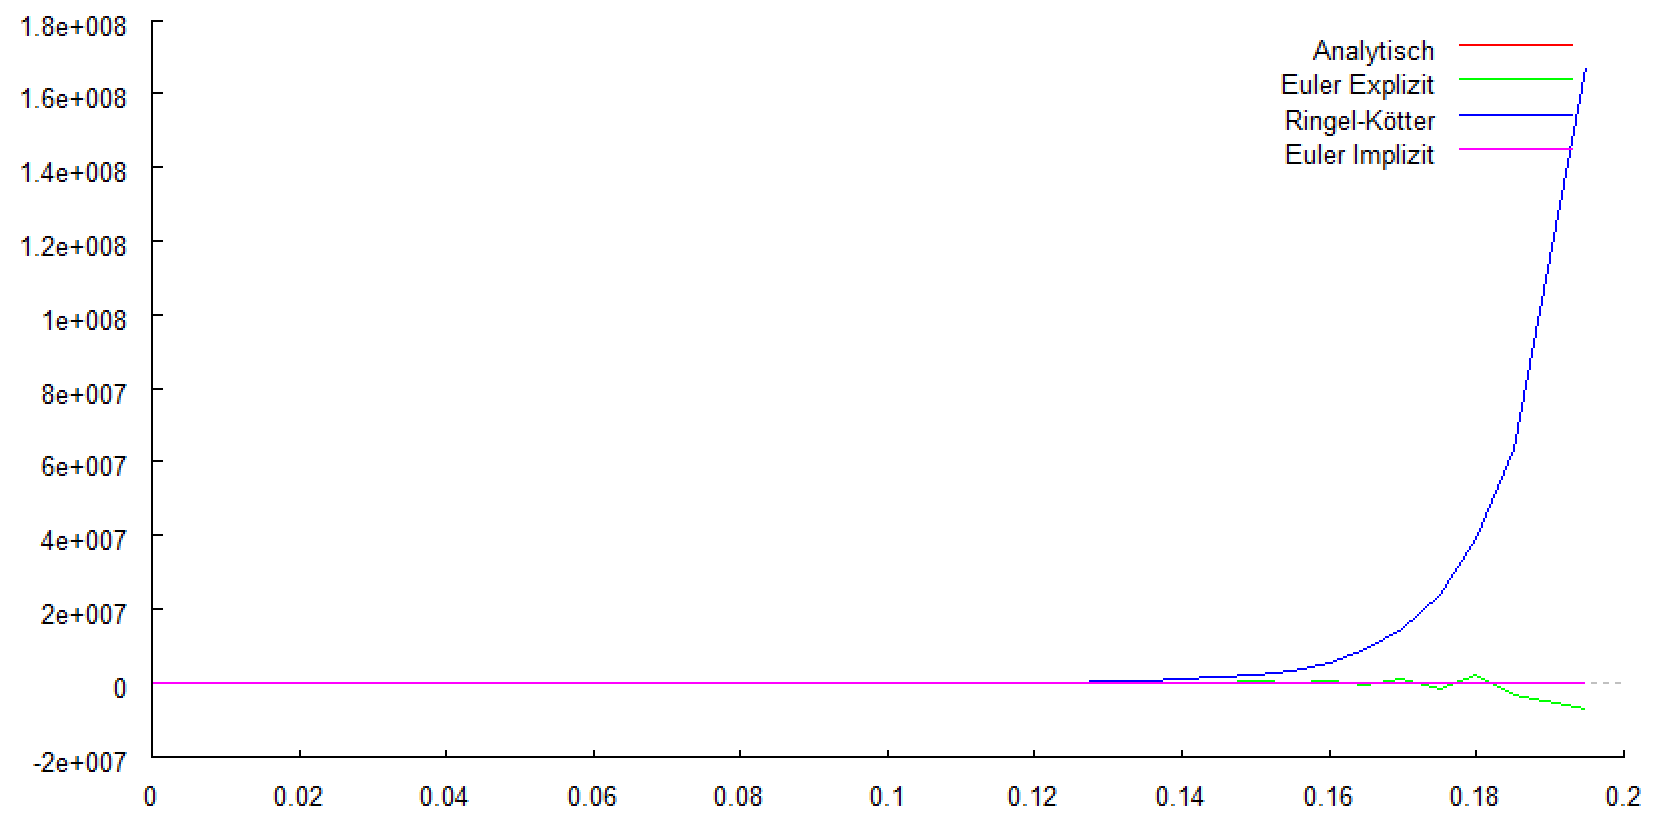 1.8e+008
1.6e+008
1.4e+008
1.2e+008
1e+008
8e+007
6e+007
4e+007
2e+007
0
-2e+007
Analytisch
Euler Explizit
Ringel-Kötter
Euler Implizit
0 0.02 0.04 0.06 0.08 0.1 0.12 0.14 0.16 0.18 0.2